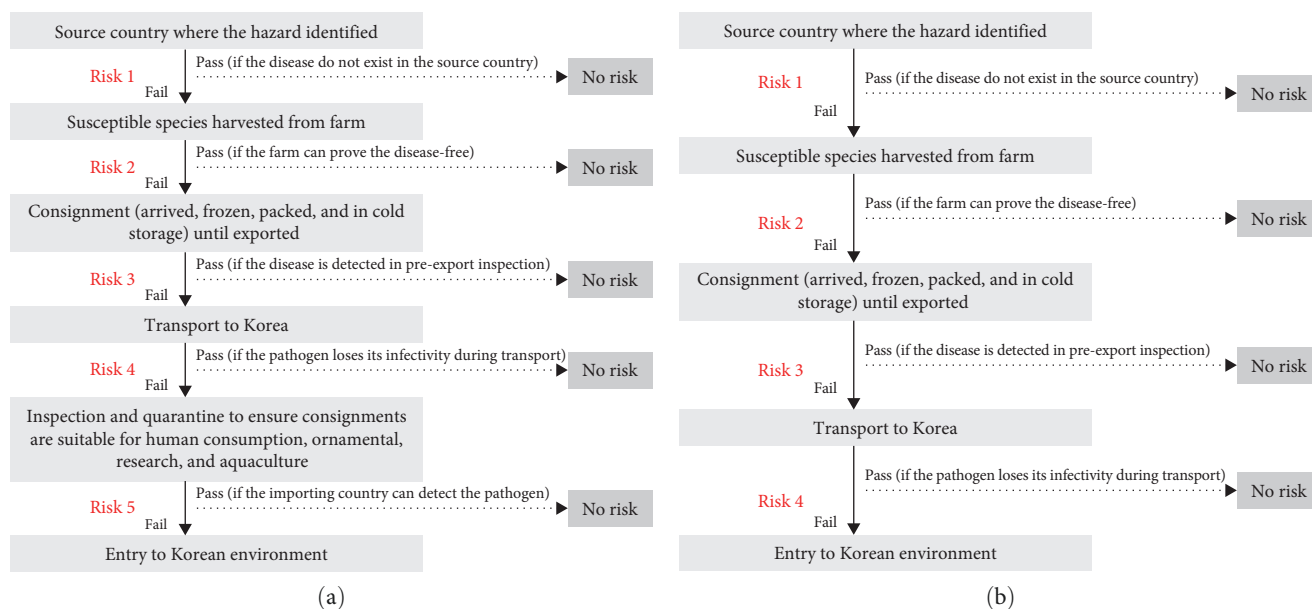 Source country where the hazard identified
Risk 1
Pass (if the disease do not exist in the source country)
No risk
Fail
Susceptible species harvested from farm
Risk 2
Pass (if the farm can prove the disease-free)
No risk
Fail
Consignment (arrived, frozen, packed, and in cold
storage) until exported
Risk 3
Pass (if the disease is detected in pre-export inspection)
No risk
Fail
Transport to Korea
Risk 4
Pass (if the pathogen loses its infectivity during transport)
No risk
Fail
Inspection and quarantine to ensure consignments
are suitable for human consumption, ornamental,
research, and aquaculture
Risk 5
Pass (if the importing country can detect the pathogen)
No risk
Fail
Entry to Korean environment
(a)
Source country where the hazard identified
Risk 1
Pass (if the disease do not exist in the source country)
No risk
Fail
Susceptible species harvested from farm
Risk 2
Pass (if the farm can prove the disease-free)
No risk
Fail
Consignment (arrived, frozen, packed, and in cold
storage) until exported
Risk 3
Pass (if the disease is detected in pre-export inspection)
No risk
Fail
Transport to Korea
Risk 4
Pass (if the pathogen loses its infectivity during transport)
No risk
Fail
Entry to Korean environment
(b)